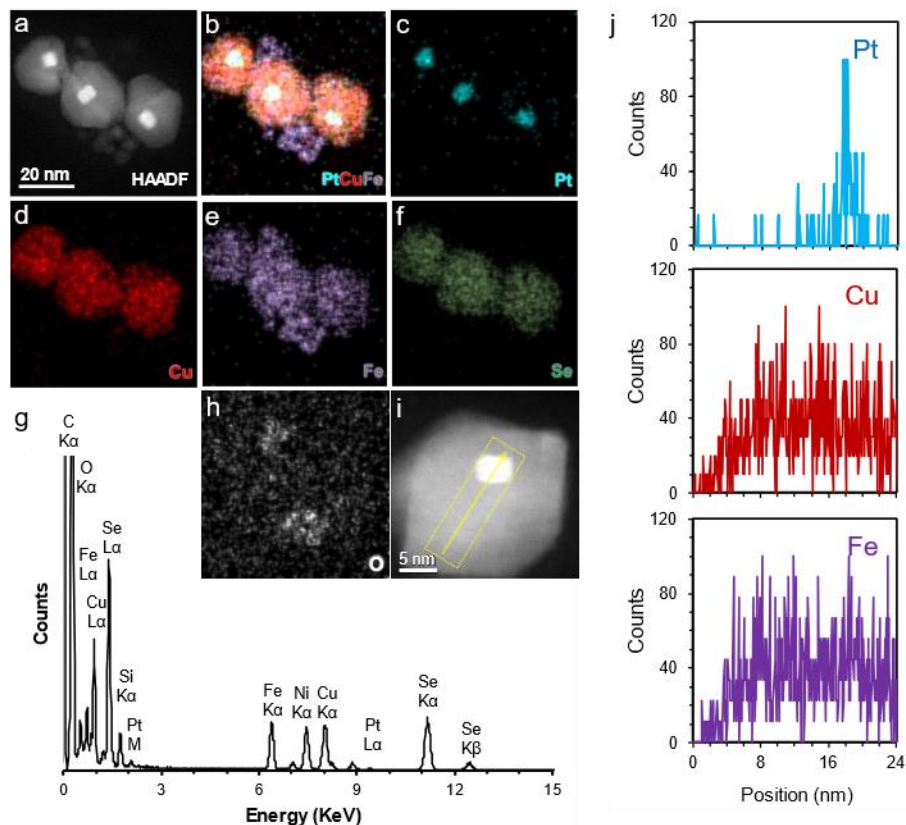 a
20 nm
HAADF
b
PtCuFe
c
Pt
d
Cu
e
Fe
f
Se
g
C
Kα
O
Kα
Fe
Lα
Cu
Lα
Se
Lα
Si
Kα
Pt
M
Fe
Kα
Ni
Kα
Cu
Kα
Pt
Lα
Se
Kα
Se
Kβ
Counts
0 3 6 9 12 15
Energy (KeV)
h
O
i
5 nm
j
Pt
Counts
120
80
40
0
Cu
Counts
120
80
40
0
Fe
Counts
120
80
40
0
0 8 16 24
Position (nm)